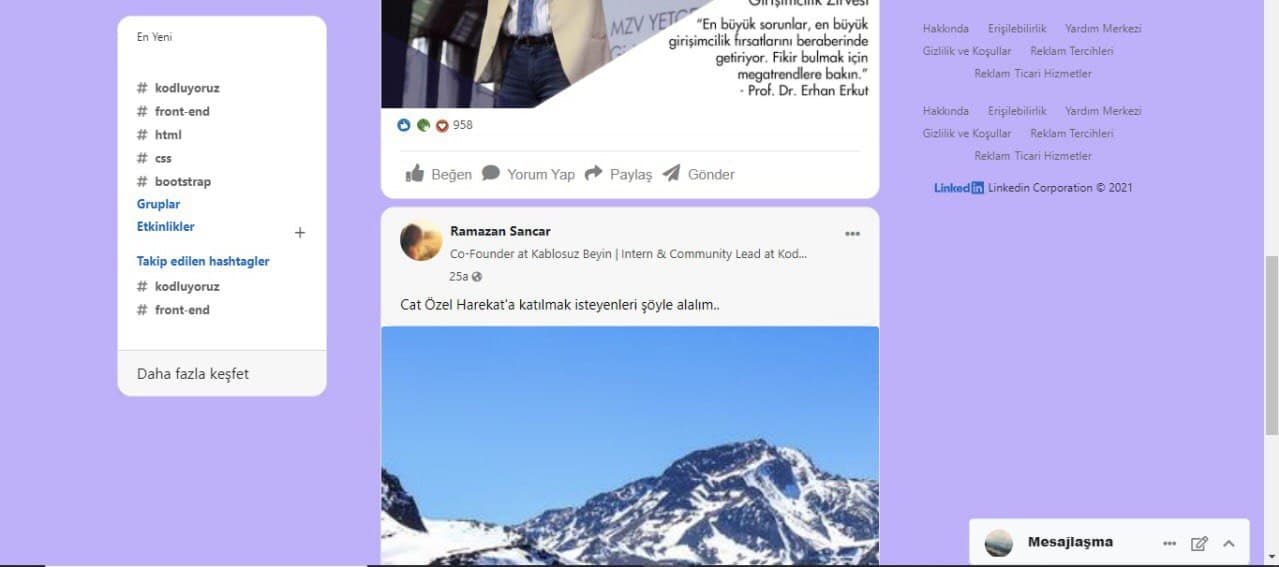 En Yeni
# kodluyoruz
# front-end
# html
# css
# bootstrap
Gruplar
Etkinlikler
+
Takip edilen hashtagler
# kodluyoruz
# front-end
Daha fazla keşfet
Girişimcilik Zirvesi
MZV YETGE
“En büyük sorunlar, en büyük
girişimcilik fırsatlarını beraberinde
getiriyor. Fikir bulmak için
megatrendlere bakın.”
- Prof. Dr. Erhan Erkut
958
Beğen Yorum Yap Paylaş Gönder
Ramazan Sancar
Co-Founder at Kablosuz Beyin | Intern & Community Lead at Kod...
25a
Cat Özel Harekat'a katılmak isteyenleri şöyle alalım..
Hakkında Erişilebilirlik Yardım Merkezi
Gizlilik ve Koşullar Reklam Tercihleri
Reklam Ticari Hizmetler
Hakkında Erişilebilirlik Yardım Merkezi
Gizlilik ve Koşullar Reklam Tercihleri
Reklam Ticari Hizmetler
Linked in Linkedin Corporation © 2021
Mesajlaşma